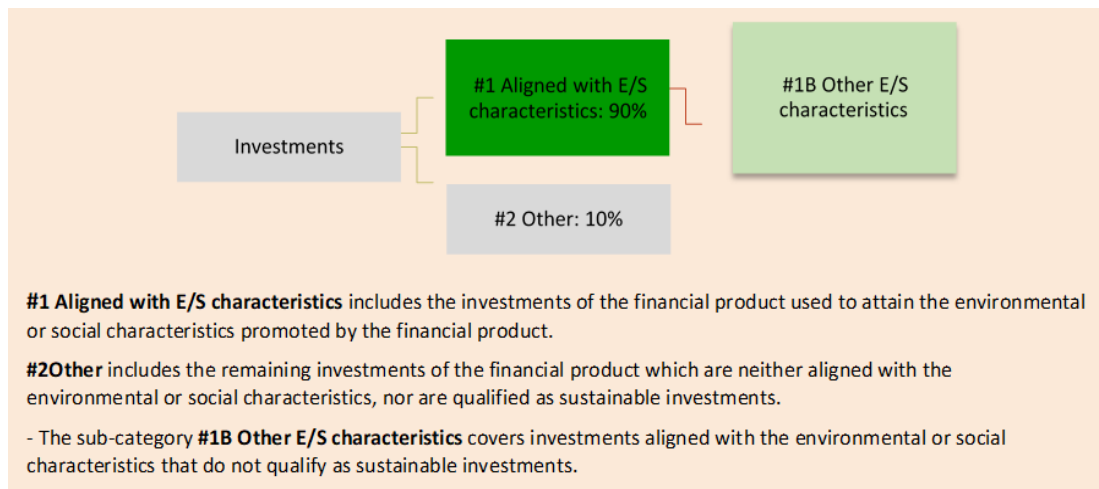 #1 Aligned with E/S
characteristics: 90%
#1B Other E/S
characteristics
Investments
#2 Other: 10%
#1 Aligned with E/S characteristics includes the investments of the financial product used to attain the environmental
or social characteristics promoted by the financial product.
#2Other includes the remaining investments of the financial product which are neither aligned with the
environmental or social characteristics, nor are qualified as sustainable investments.
- The sub-category #1B Other E/S characteristics covers investments aligned with the environmental or social
characteristics that do not qualify as sustainable investments.